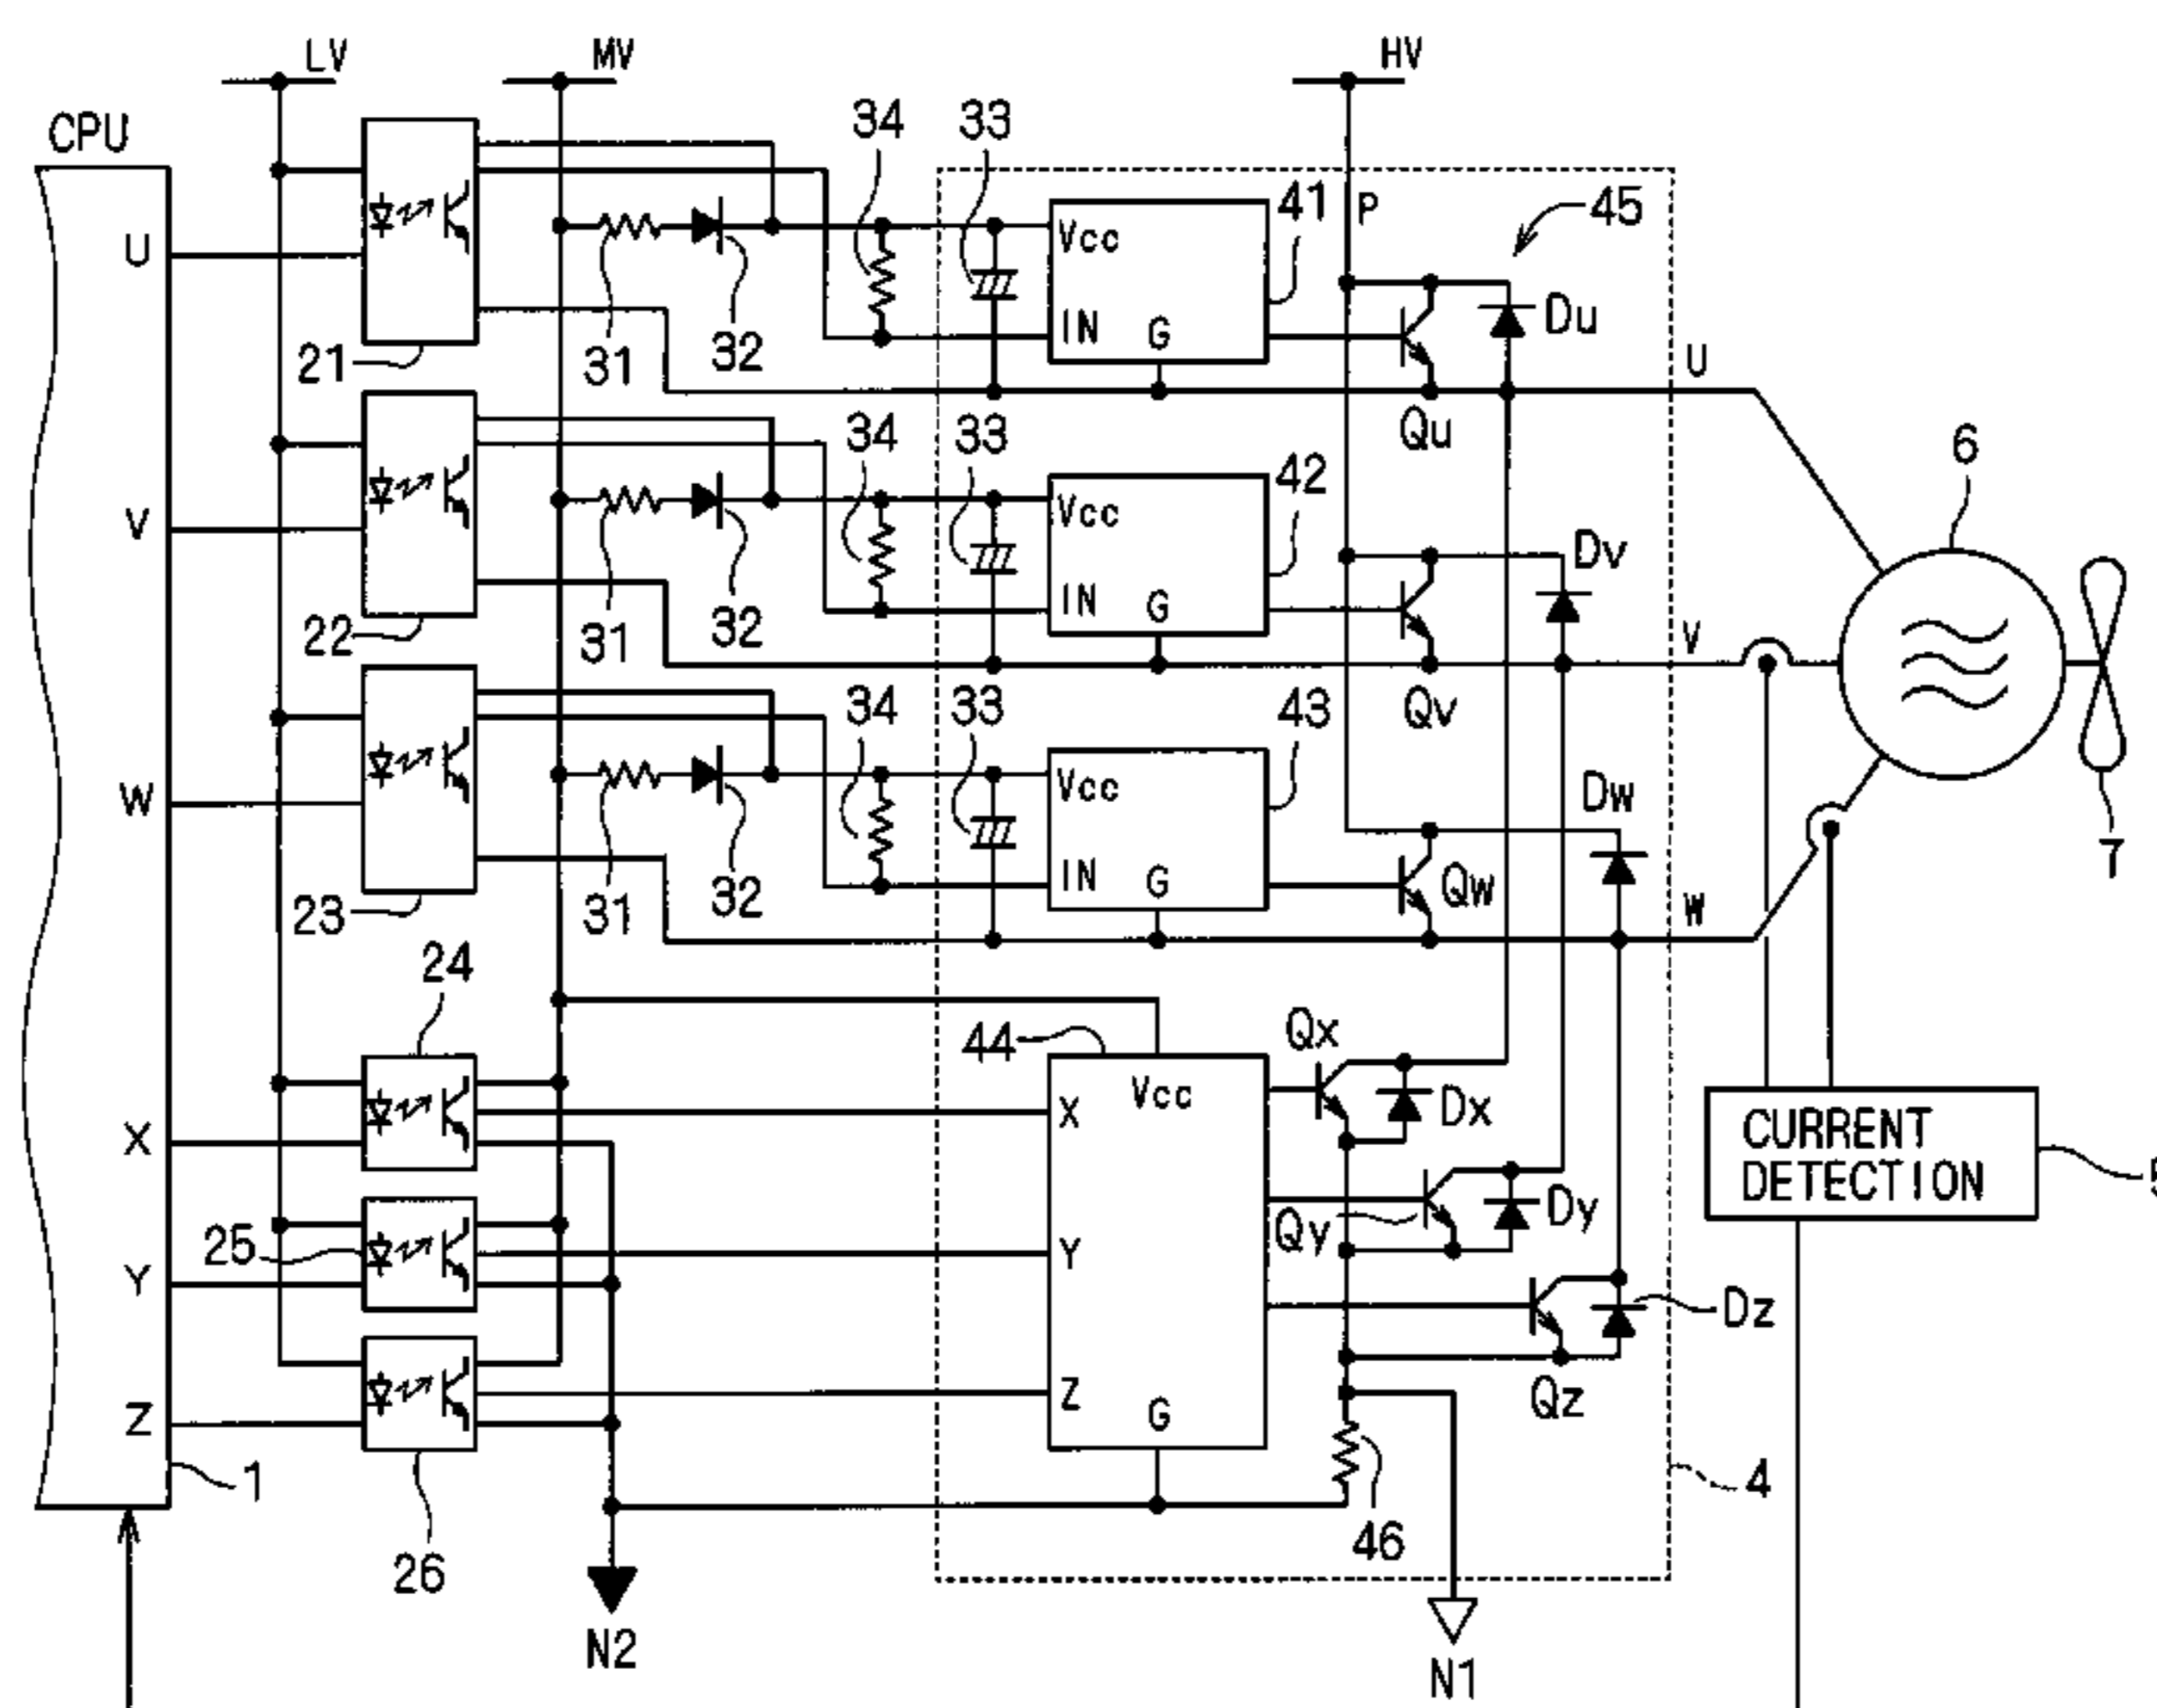 LV
MV
HV
CPU
34
33
41
P
45
Vcc
U
IN
G
Du
21
31
32
U
Qu
34
33
42
6
Vcc
V
IN
G
Dv
22
31
32
V
Qv
34
33
43
Vcc
Dw
W
7
IN
G
Qw
23
31
32
W
24
Qx
44
Vcc
Dx
X
X
CURRENT
DETECTION
5
25
Qy
Dy
Y
Y
Dz
Z
Z
G
Qz
1
4
26
46
N2
N1